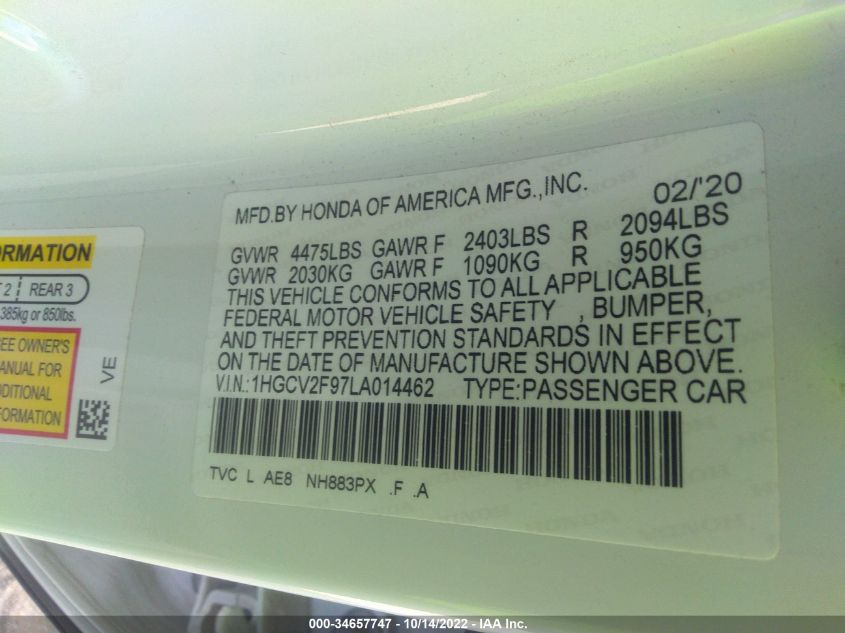 MFD.BY HONDA OF AMERICA MFG.,INC. 02/'20
GVWR 4475LBS GAWR F 2403LBS R 2094LBS
GVWR 2030KG GAWR F 1090KG R 950KG
THIS VEHICLE CONFORMS TO ALL APPLICABLE
FEDERAL MOTOR VEHICLE SAFETY , BUMPER,
AND THEFT PREVENTION STANDARDS IN EFFECT
ON THE DATE OF MANUFACTURE SHOWN ABOVE.
V.I.N.:1HGCV2F97LA014462 TYPE:PASSENGER CAR
TVC L AE8 NH883PX .F .A
ORMATION
2 REAR 3
385kg or 850lbs.
EE OWNER'S
ANUAL FOR
DDITIONAL
FORMATION
VE
000-34657747 - 10/14/2022 - IAA Inc.